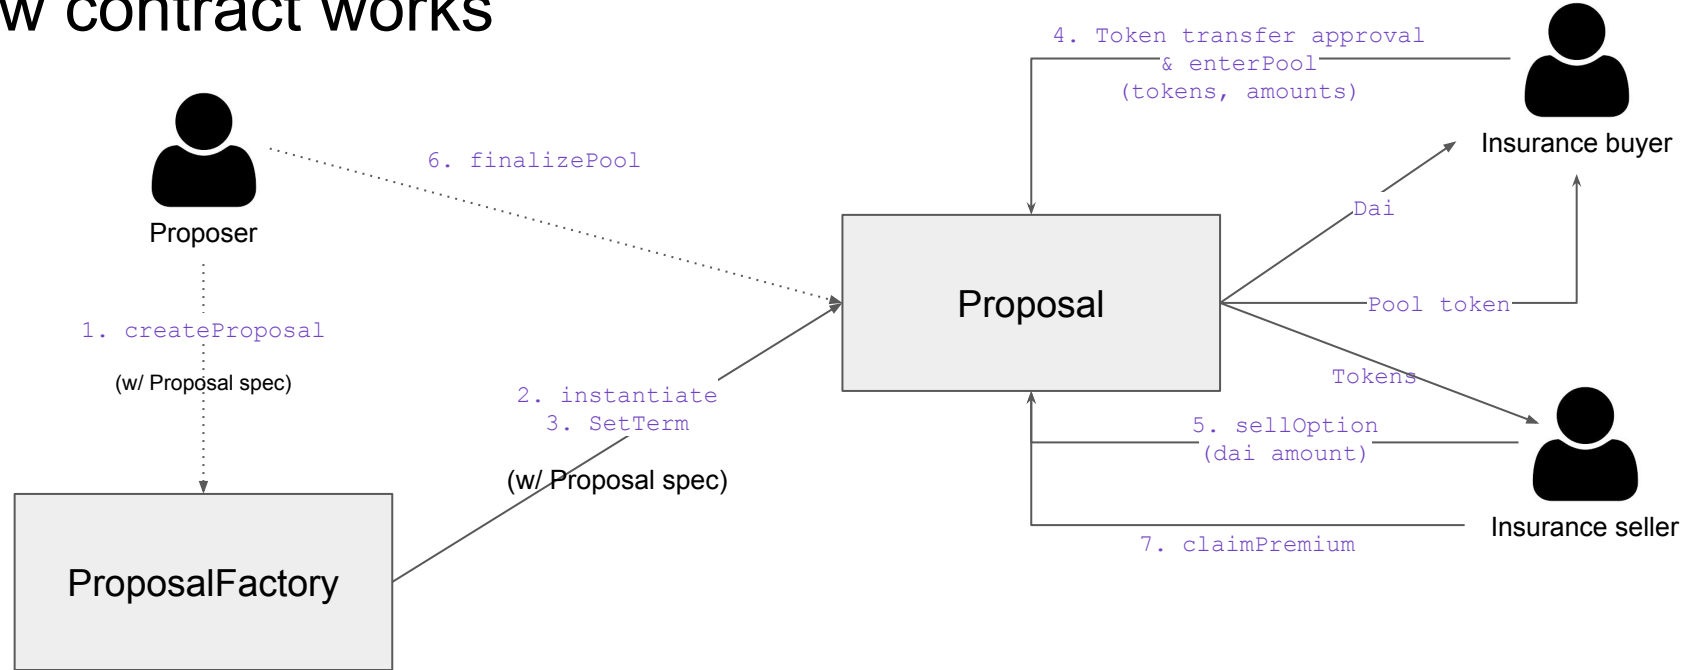 w contract works
4. Token transfer approval
& enterPool
(tokens, amounts)
Insurance buyer
6. finalizePool
Proposer
Dai
Proposal
Pool token
1. createProposal
(w/ Proposal spec)
Tokens
2. instantiate
3. SetTerm
(w/ Proposal spec)
5. sellOption
(dai amount)
Insurance seller
7. claimPremium
ProposalFactory